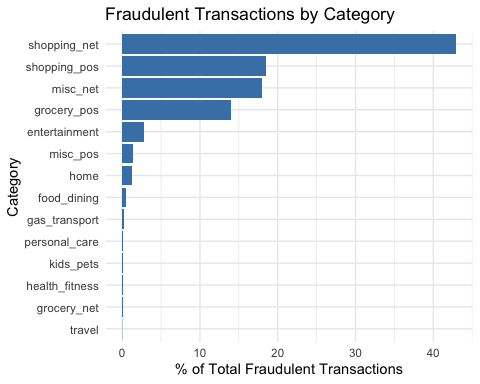 Fraudulent Transactions by Category
Category
shopping_net
shopping_pos
misc_net
grocery_pos
entertainment
misc_pos
home
food_dining
gas_transport
personal_care
kids_pets
health_fitness
grocery_net
travel
0 10 20 30 40
% of Total Fraudulent Transactions